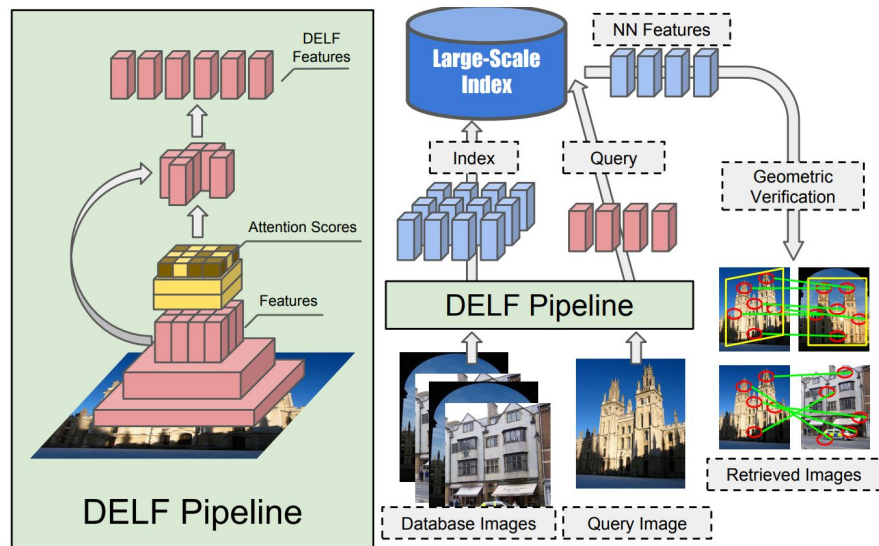 DELF
Features
Attention Scores
Features
DELF Pipeline
Large-Scale
Index
NN Features
Index
Query
Geometric
Verification
DELF Pipeline
Database Images
Query Image
Retrieved Images